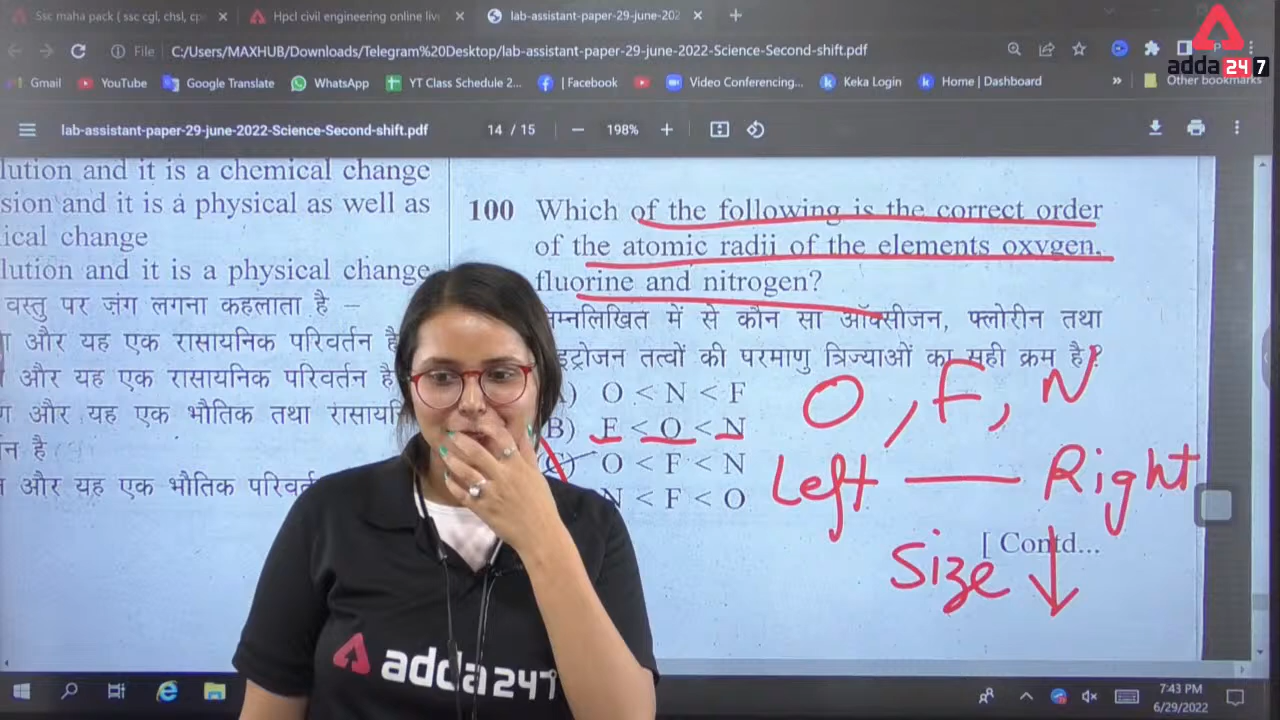 Ssc maha pack ( ssc cgl, chsl, cp
Hpcl civil engineering online live
lab-assistant-paper-29-june-202
File
C:/Users/MAXHUB/Downloads/Telegram%20Desktop/lab-assistant-paper-29-june-2022-Science-Second-shift.pdf
adda 24 7
Gmail
YouTube
Google Translate
WhatsApp
YT Class Schedule 2...
| Facebook
Video Conferencing...
Keka Login
Home | Dashboard
»
Other bookmarks
lab-assistant-paper-29-june-2022-Science-Second-shift.pdf
14 / 15
198%
lution and it is a chemical change
sion and it is a physical as well as
ical change
lution and it is a physical change
वस्तु पर ज़ंग लगना कहलाता है –
और यह एक रासायनिक परिवर्तन है
और यह एक रासायनिक परिवर्तन है
और यह एक भौतिक तथा रासायनि
न है
और यह एक भौतिक परिवर्त
100 Which of the following is the correct order
of the atomic radii of the elements oxygen,
fluorine and nitrogen?
म्नलिखित में से कौन सा ऑक्सीजन, फ्लोरीन तथा
इट्रोजन तत्वों की परमाणु त्रिज्याओं का सही क्रम है?
) O < N < F
(B) F < O < N
(C) O < F < N
N < F < O
[ Contd...
O , F, N
Left — Right
Size ↓
adda247
7:43 PM
6/29/2022